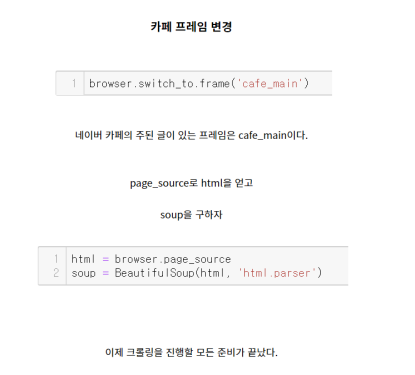 카페 프레임 변경
1 browser.switch_to.frame('cafe_main')
네이버 카페의 주된 글이 있는 프레임은 cafe_main이다.
page_source로 html을 얻고
soup을 구하자
1 html = browser.page_source
2 soup = BeautifulSoup(html, 'html.parser')
이제 크롤링을 진행할 모든 준비가 끝났다.